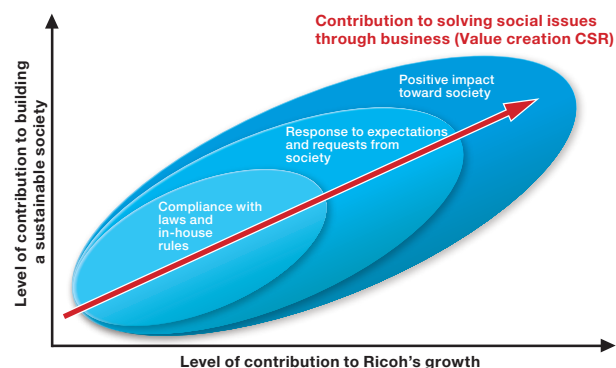 Contribution to solving social issues
through business (Value creation CSR)
Positive impact
toward society
Response to expectations
and requests from
society
Compliance with
laws and
in-house
rules
Level of contribution to building
a sustainable society
Level of contribution to Ricoh's growth